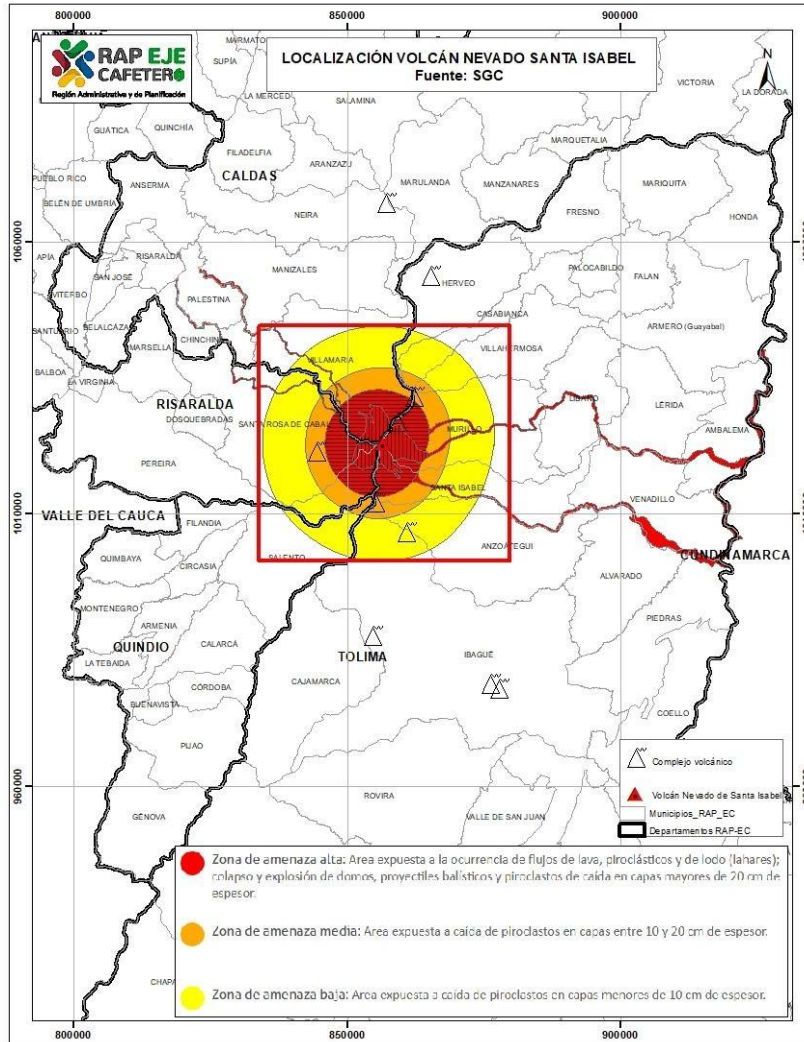 800000 850000 900000
RAP EJE
CAFETERO
Región Administrativa y de Planificación
LOCALIZACIÓN VOLCÁN NEVADO SANTA ISABEL
Fuente: SGC
N
MARMATO
SUPÍA
LA MERCED
SALAMINA
VICTORIA
LA DORADA
GUÁTICA
QUINCHÍA
FILADELFIA
ARANZAZU
MARQUETALIA
PUEBLO RICO
ANSERMA
CALDAS
MARULANDA
MANZANARES
MARIQUITA
BELÉN DE UMBRÍA
NEIRA
FRESNO
HONDA
1060000
APÍA
RISARALDA
SAN JOSÉ
MANIZALES
HERVEO
PALOCABILDO
FALAN
VITERBO
PALESTINA
CASABIANCA
SANTUARIO
BELALCAZAR
CHINCHINÁ
MARSELLA
VILLAMARIA
VILLAHERMOSA
ARMERO (Guayabal)
BALBOA
LA VIRGINIA
RISARALDA
DOSQUEBRADAS
SANTA ROSA DE CABAL
MURILLO
LÍBANO
LÉRIDA
AMBALEMA
PEREIRA
SANTA ISABEL
VENADILLO
1010000
VALLE DEL CAUCA
FILANDIA
SALENTO
ANZOÁTEGUI
CUNDINAMARCA
QUIMBAYA
CIRCASIA
ALVARADO
MONTENEGRO
ARMENIA
PIEDRAS
QUINDIO
CALARCÁ
TOLIMA
IBAGUÉ
LA TEBAIDA
CÓRDOBA
CAJAMARCA
BUENAVISTA
COELLO
PIJAO
960000
GÉNOVA
ROVIRA
VALLE DE SAN JUAN
Complejo volcánico
Volcán Nevado de Santa Isabel
Municipios_RAP_EC
Departamentos RAP-EC
Zona de amenaza alta: Area expuesta a la ocurrencia de flujos de lava, piroclásticos y de lodo (lahares);
colapso y explosión de domos, proyectiles balísticos y piroclastos de caída en capas mayores de 20 cm de
espesor.
Zona de amenaza media: Area expuesta a caida de piroclastos en capas entre 10 y 20 cm de espesor.
Zona de amenaza baja: Area expuesta a caída de piroclastos en capas menores de 10 cm de espesor.
CHAPA
800000 850000 900000